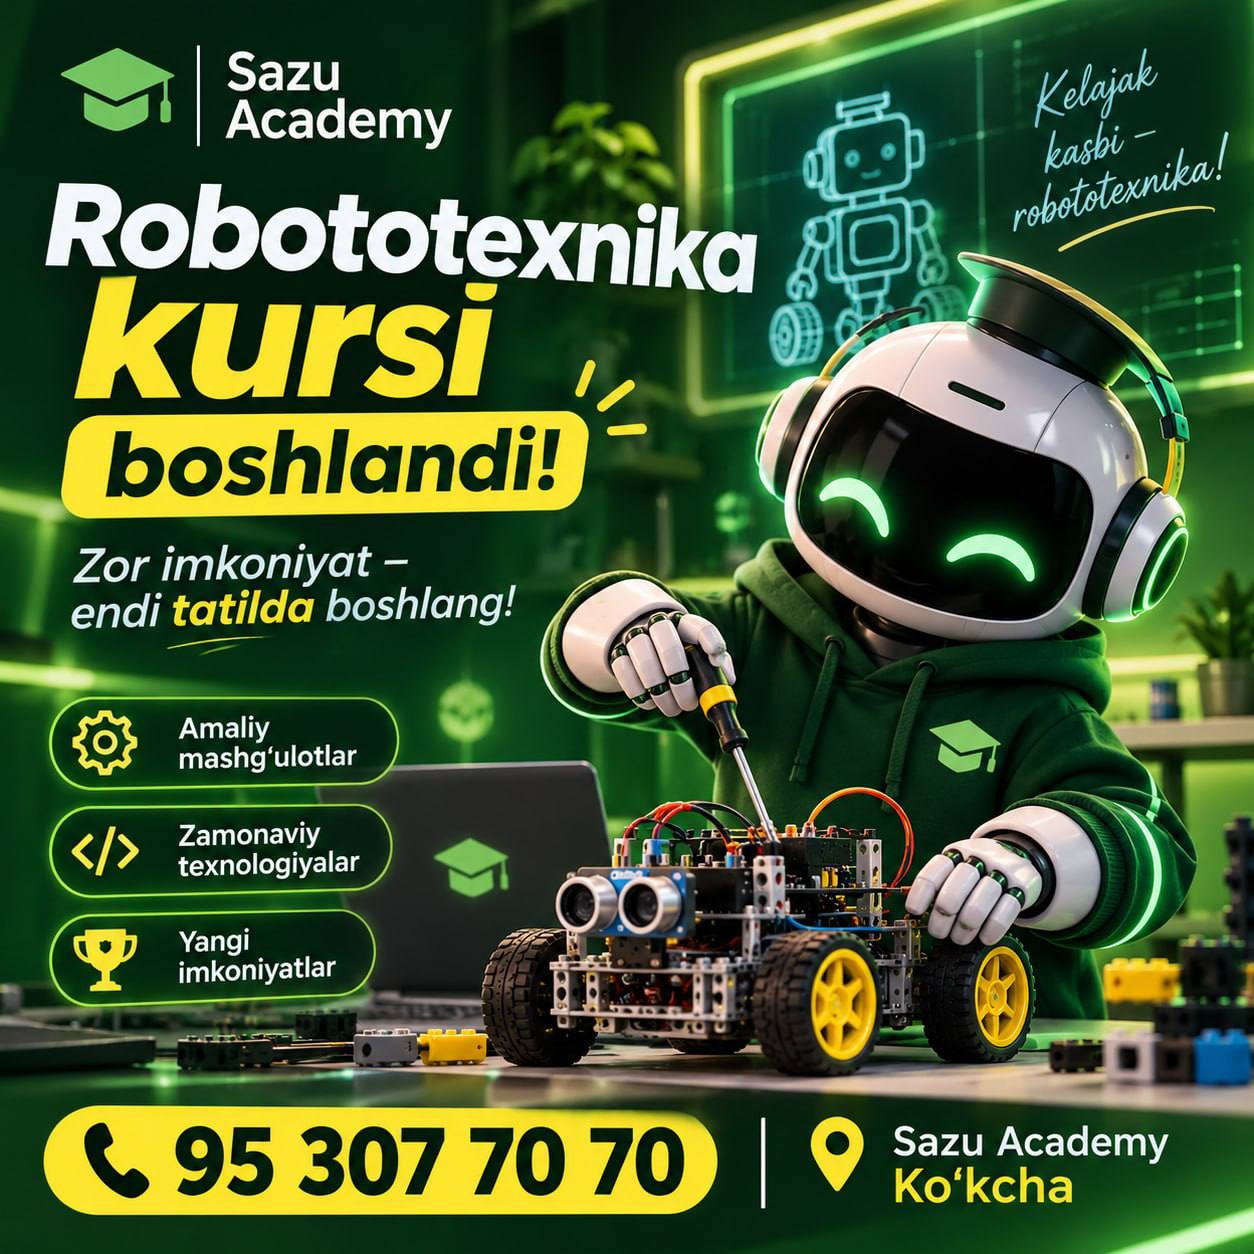 Sazu
Academy
Kelajak
kasbi –
robototexnika!
Robototexnika
kursi
boshlandi!
Zor imkoniyat –
endi tatilda boshlang!
Amaliy
mashg‘ulotlar
Zamonaviy
texnologiyalar
Yangi
imkoniyatlar
95 307 70 70
Sazu Academy
Ko‘kcha